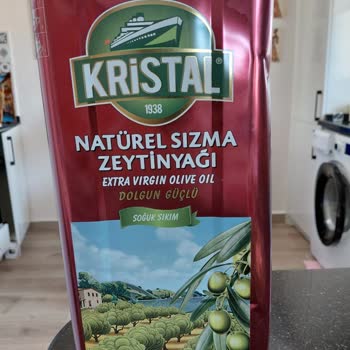 KRiSTAL
1938
NATÜREL SIZMA
ZEYTİNYAĞI
EXTRA VIRGIN OLIVE OIL
DOLGUN GÜÇLÜ
SOĞUK SIKIM